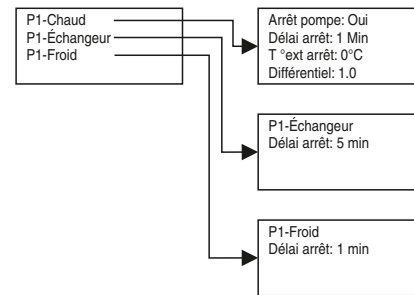 P1-Chaud
P1-Échangeur
P1-Froid
Arrêt pompe: Oui
Délai arrêt: 1 Min
T °ext arrêt: 0°C
Différentiel: 1.0
P1-Échangeur
Délai arrêt: 5 min
P1-Froid
Délai arrêt: 1 min